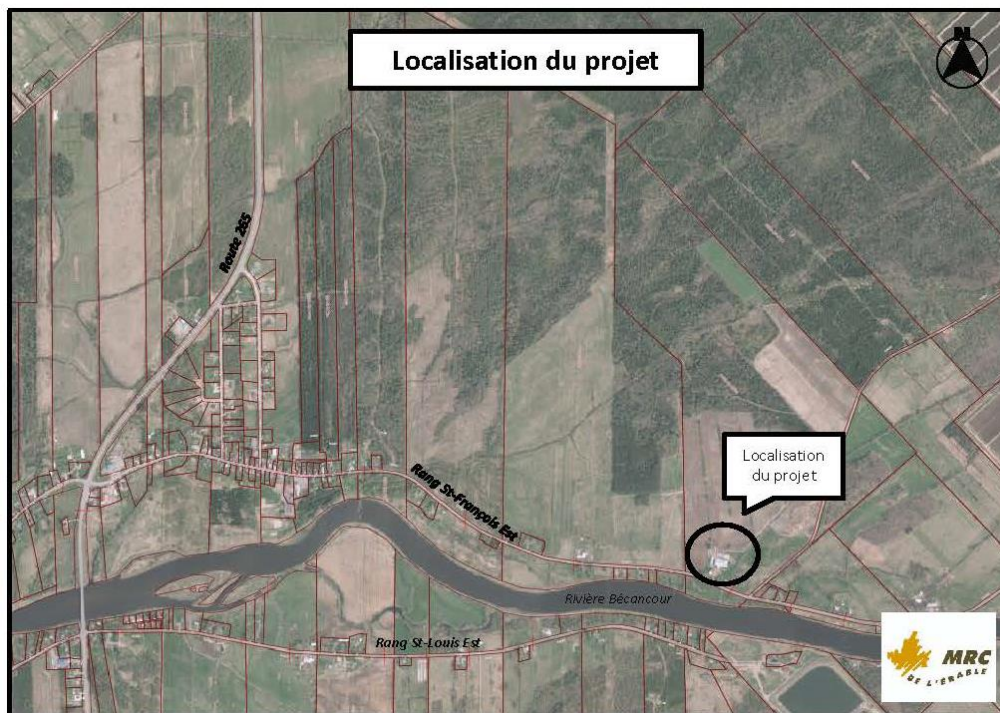 Localisation du projet
N
Route 265
Localisation
du projet
Rang St-François Est
Rivière Bécancour
Rang St-Louis Est
MRC
DE L'ÉRABLE